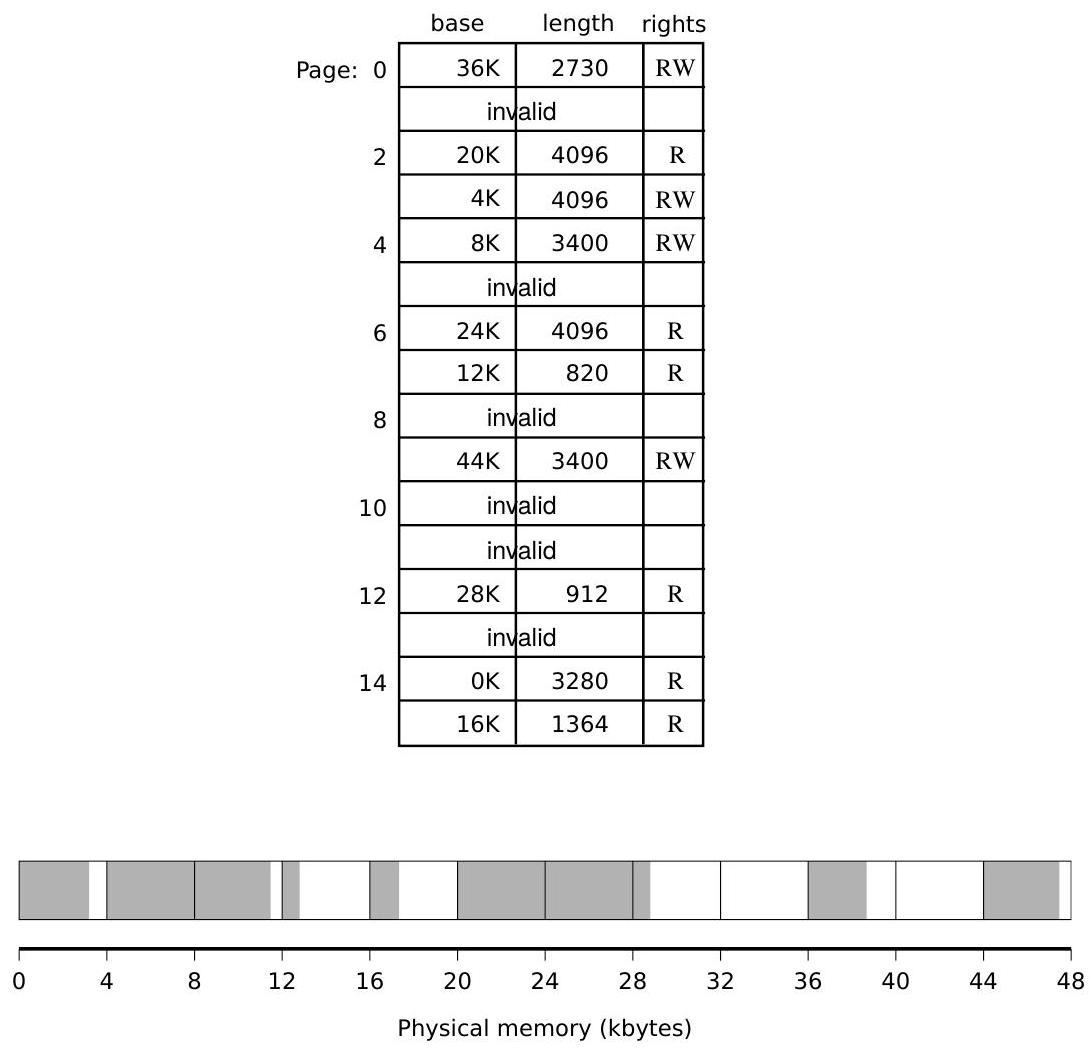 base length rights
Page: 0 36K 2730 RW
invalid
2 20K 4096 R
4K 4096 RW
4 8K 3400 RW
invalid
6 24K 4096 R
12K 820 R
8 invalid
44K 3400 RW
10 invalid
invalid
12 28K 912 R
invalid
14 0K 3280 R
16K 1364 R
0 4 8 12 16 20 24 28 32 36 40 44 48
Physical memory (kbytes)